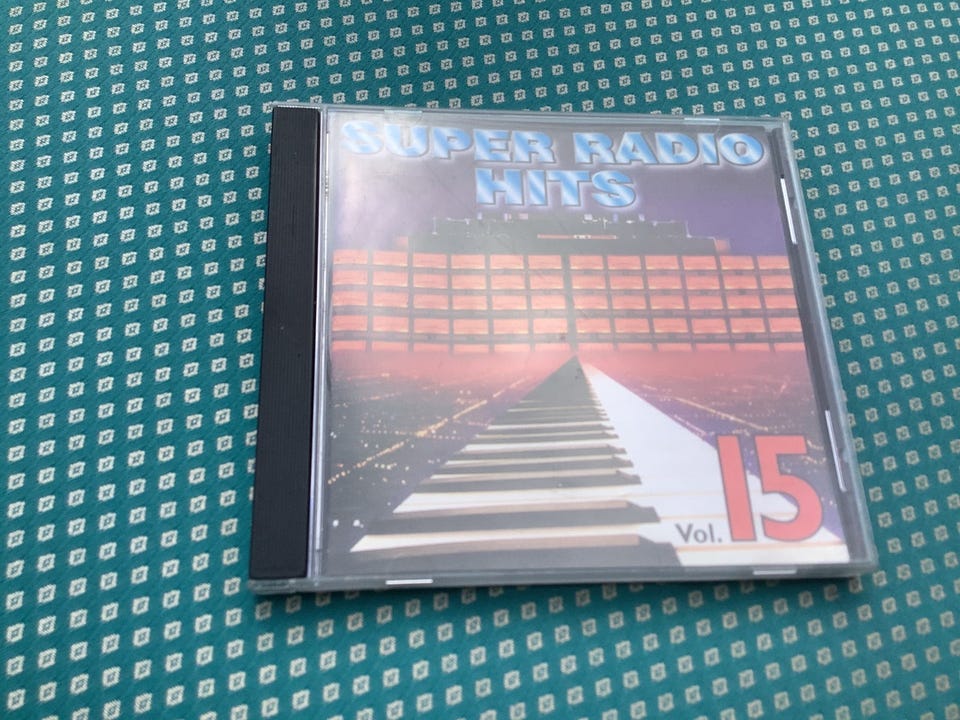 SUPER RADIO
HITS
Vol. 15